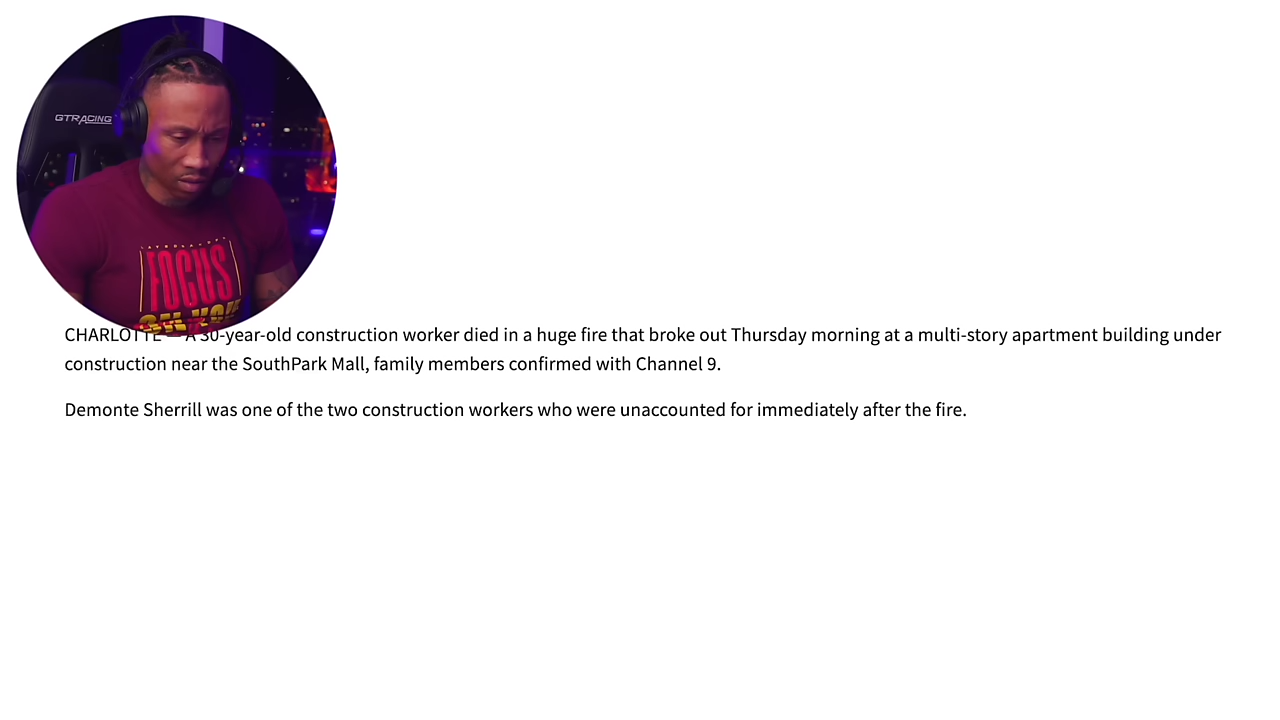 GTRACING
FOCUS
CHARLOTTE — A 30-year-old construction worker died in a huge fire that broke out Thursday morning at a multi-story apartment building under
construction near the SouthPark Mall, family members confirmed with Channel 9.
Demonte Sherrill was one of the two construction workers who were unaccounted for immediately after the fire.